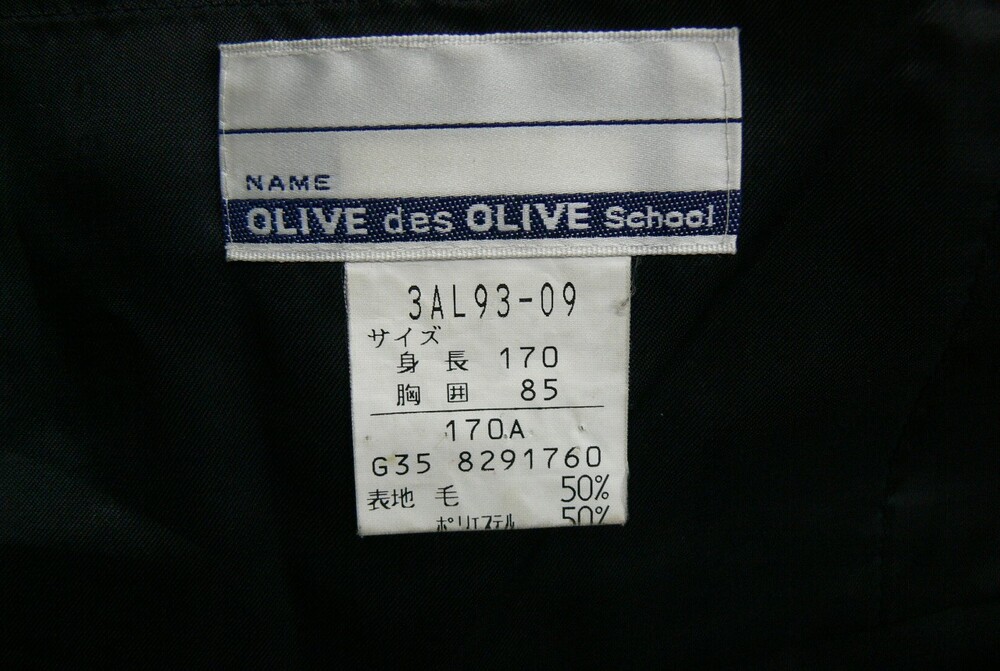 NAME
OLIVE des OLIVE School
3AL93-09
サイズ
身長 170
胸囲 85
170A
G35 8291760
表地 毛 50%
ポリエステル 50%